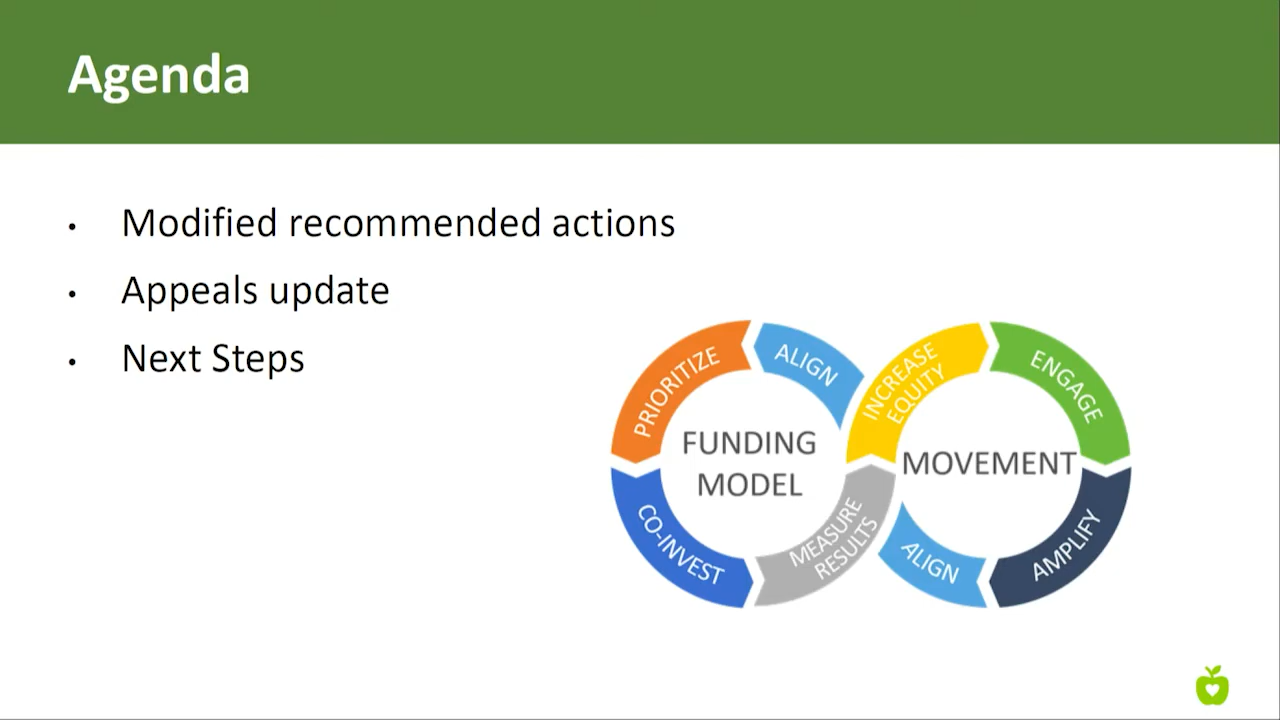 Agenda
• Modified recommended actions
• Appeals update
• Next Steps
PRIORITIZE
ALIGN
INCREASE
EQUITY
ENGAGE
FUNDING
MODEL
MOVEMENT
CO-INVEST
MEASURE
RESULTS
ALIGN
AMPLIFY